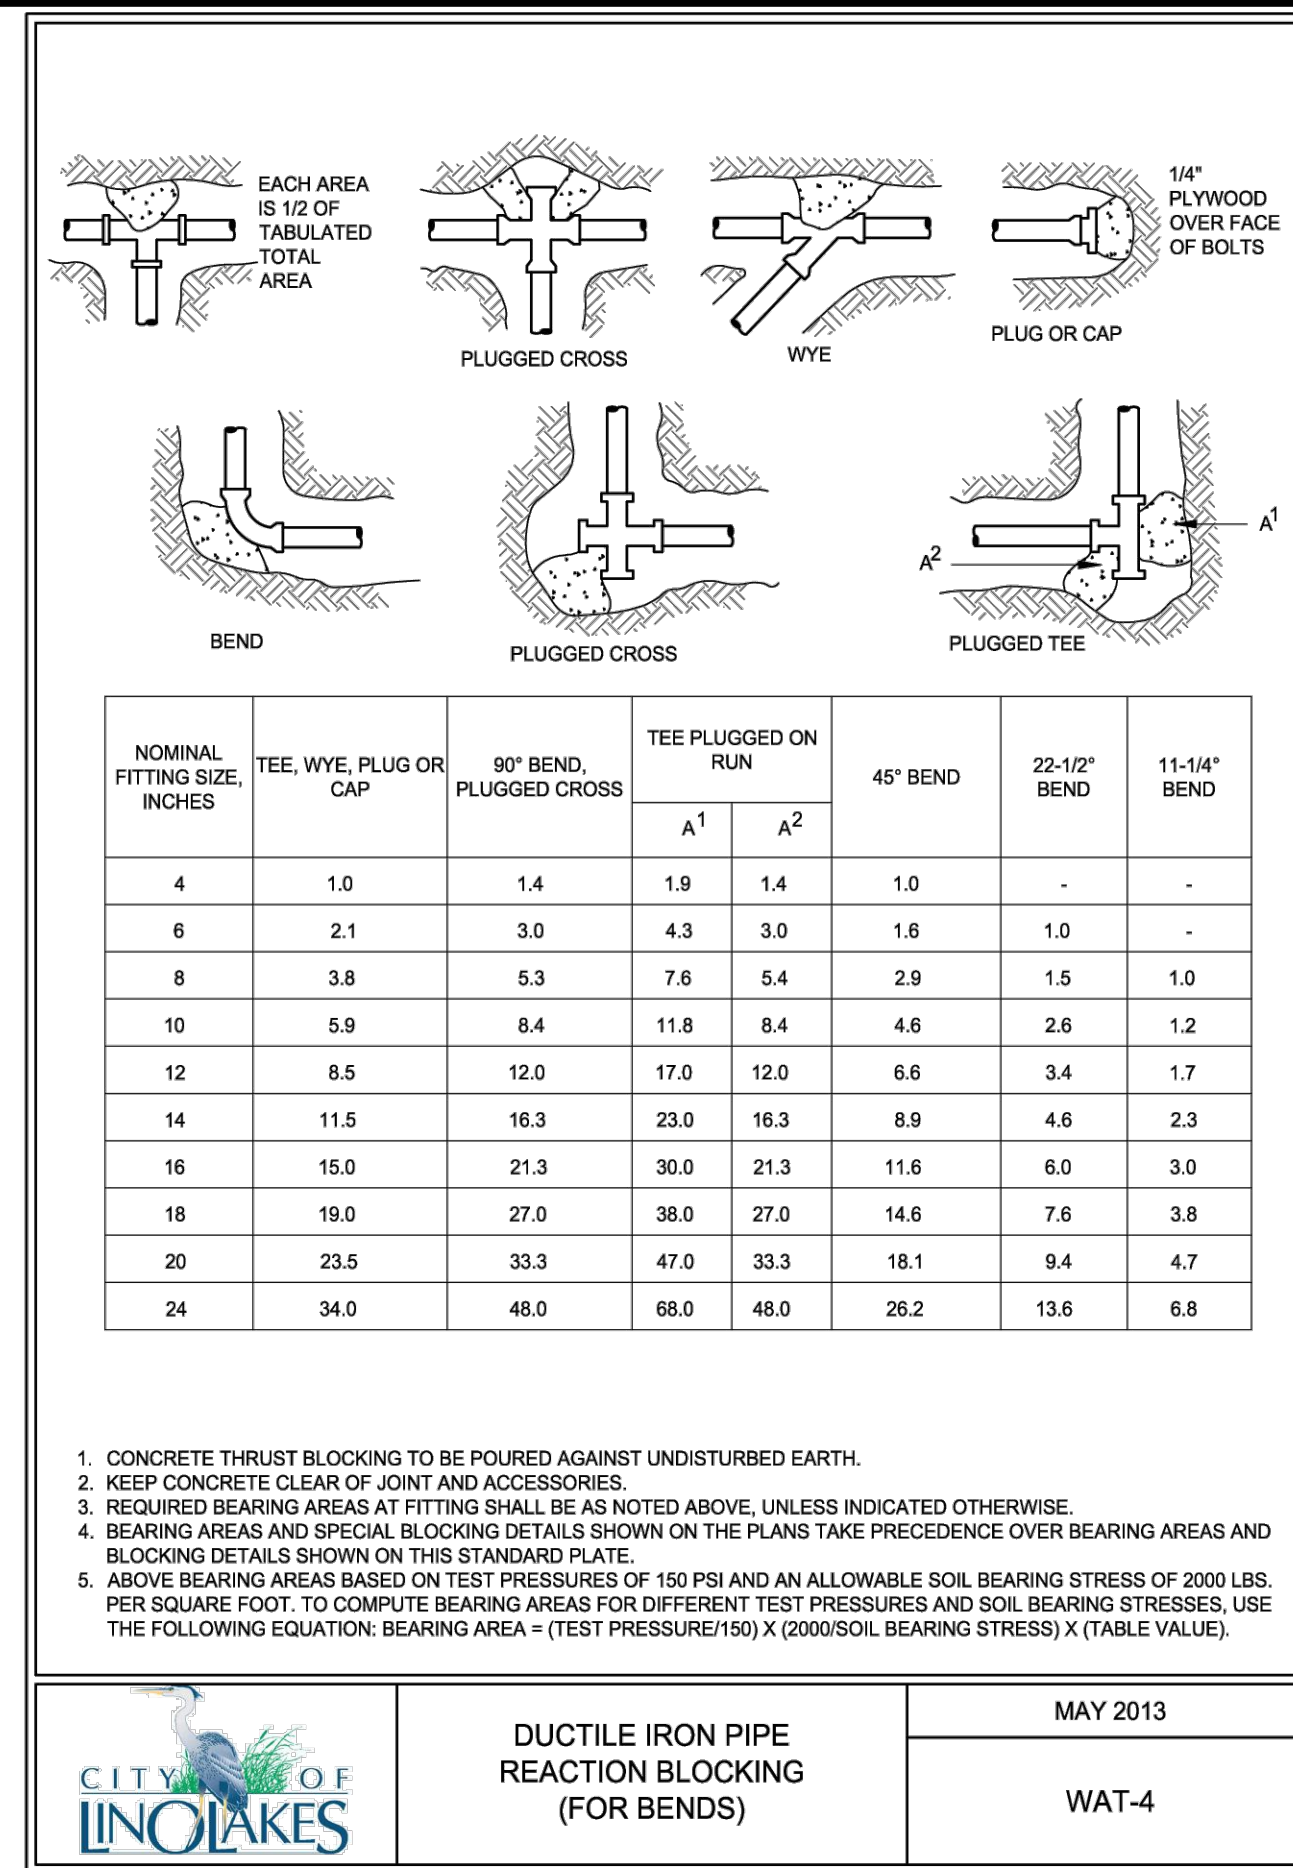 EACH AREA
IS 1/2 OF
TABULATED
TOTAL
AREA
PLUGGED CROSS
WYE
1/4"
PLYWOOD
OVER FACE
OF BOLTS
PLUG OR CAP
BEND
PLUGGED CROSS
A2
A1
PLUGGED TEE
NOMINAL
FITTING SIZE,
INCHES
TEE, WYE, PLUG OR
CAP
90° BEND,
PLUGGED CROSS
TEE PLUGGED ON
RUN
A1 A2
45° BEND
22-1/2°
BEND
11-1/4°
BEND
4 1.0 1.4 1.9 1.4 1.0 - -
6 2.1 3.0 4.3 3.0 1.6 1.0 -
8 3.8 5.3 7.6 5.4 2.9 1.5 1.0
10 5.9 8.4 11.8 8.4 4.6 2.6 1.2
12 8.5 12.0 17.0 12.0 6.6 3.4 1.7
14 11.5 16.3 23.0 16.3 8.9 4.6 2.3
16 15.0 21.3 30.0 21.3 11.6 6.0 3.0
18 19.0 27.0 38.0 27.0 14.6 7.6 3.8
20 23.5 33.3 47.0 33.3 18.1 9.4 4.7
24 34.0 48.0 68.0 48.0 26.2 13.6 6.8
1. CONCRETE THRUST BLOCKING TO BE POURED AGAINST UNDISTURBED EARTH.
2. KEEP CONCRETE CLEAR OF JOINT AND ACCESSORIES.
3. REQUIRED BEARING AREAS AT FITTING SHALL BE AS NOTED ABOVE, UNLESS INDICATED OTHERWISE.
4. BEARING AREAS AND SPECIAL BLOCKING DETAILS SHOWN ON THE PLANS TAKE PRECEDENCE OVER BEARING AREAS AND
BLOCKING DETAILS SHOWN ON THIS STANDARD PLATE.
5. ABOVE BEARING AREAS BASED ON TEST PRESSURES OF 150 PSI AND AN ALLOWABLE SOIL BEARING STRESS OF 2000 LBS.
PER SQUARE FOOT. TO COMPUTE BEARING AREAS FOR DIFFERENT TEST PRESSURES AND SOIL BEARING STRESSES, USE
THE FOLLOWING EQUATION: BEARING AREA = (TEST PRESSURE/150) X (2000/SOIL BEARING STRESS) X (TABLE VALUE).
CITY OF
LINO LAKES
DUCTILE IRON PIPE
REACTION BLOCKING
(FOR BENDS)
MAY 2013
WAT-4